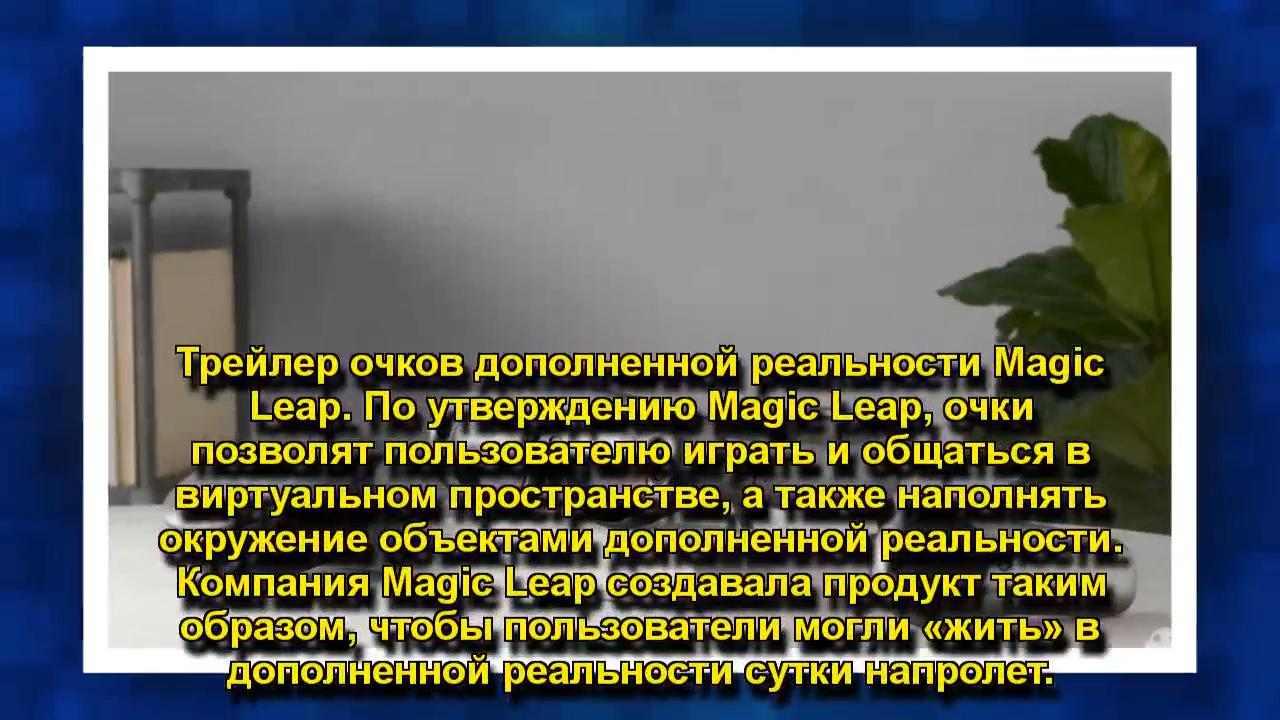 Трейлер очков дополненной реальности Magic
Leap. По утверждению Magic Leap, очки
позволят пользователю играть и общаться в
виртуальном пространстве, а также наполнять
окружение объектами дополненной реальности.
Компания Magic Leap создавала продукт таким
образом, чтобы пользователи могли «жить» в
дополненной реальности сутки напролет.